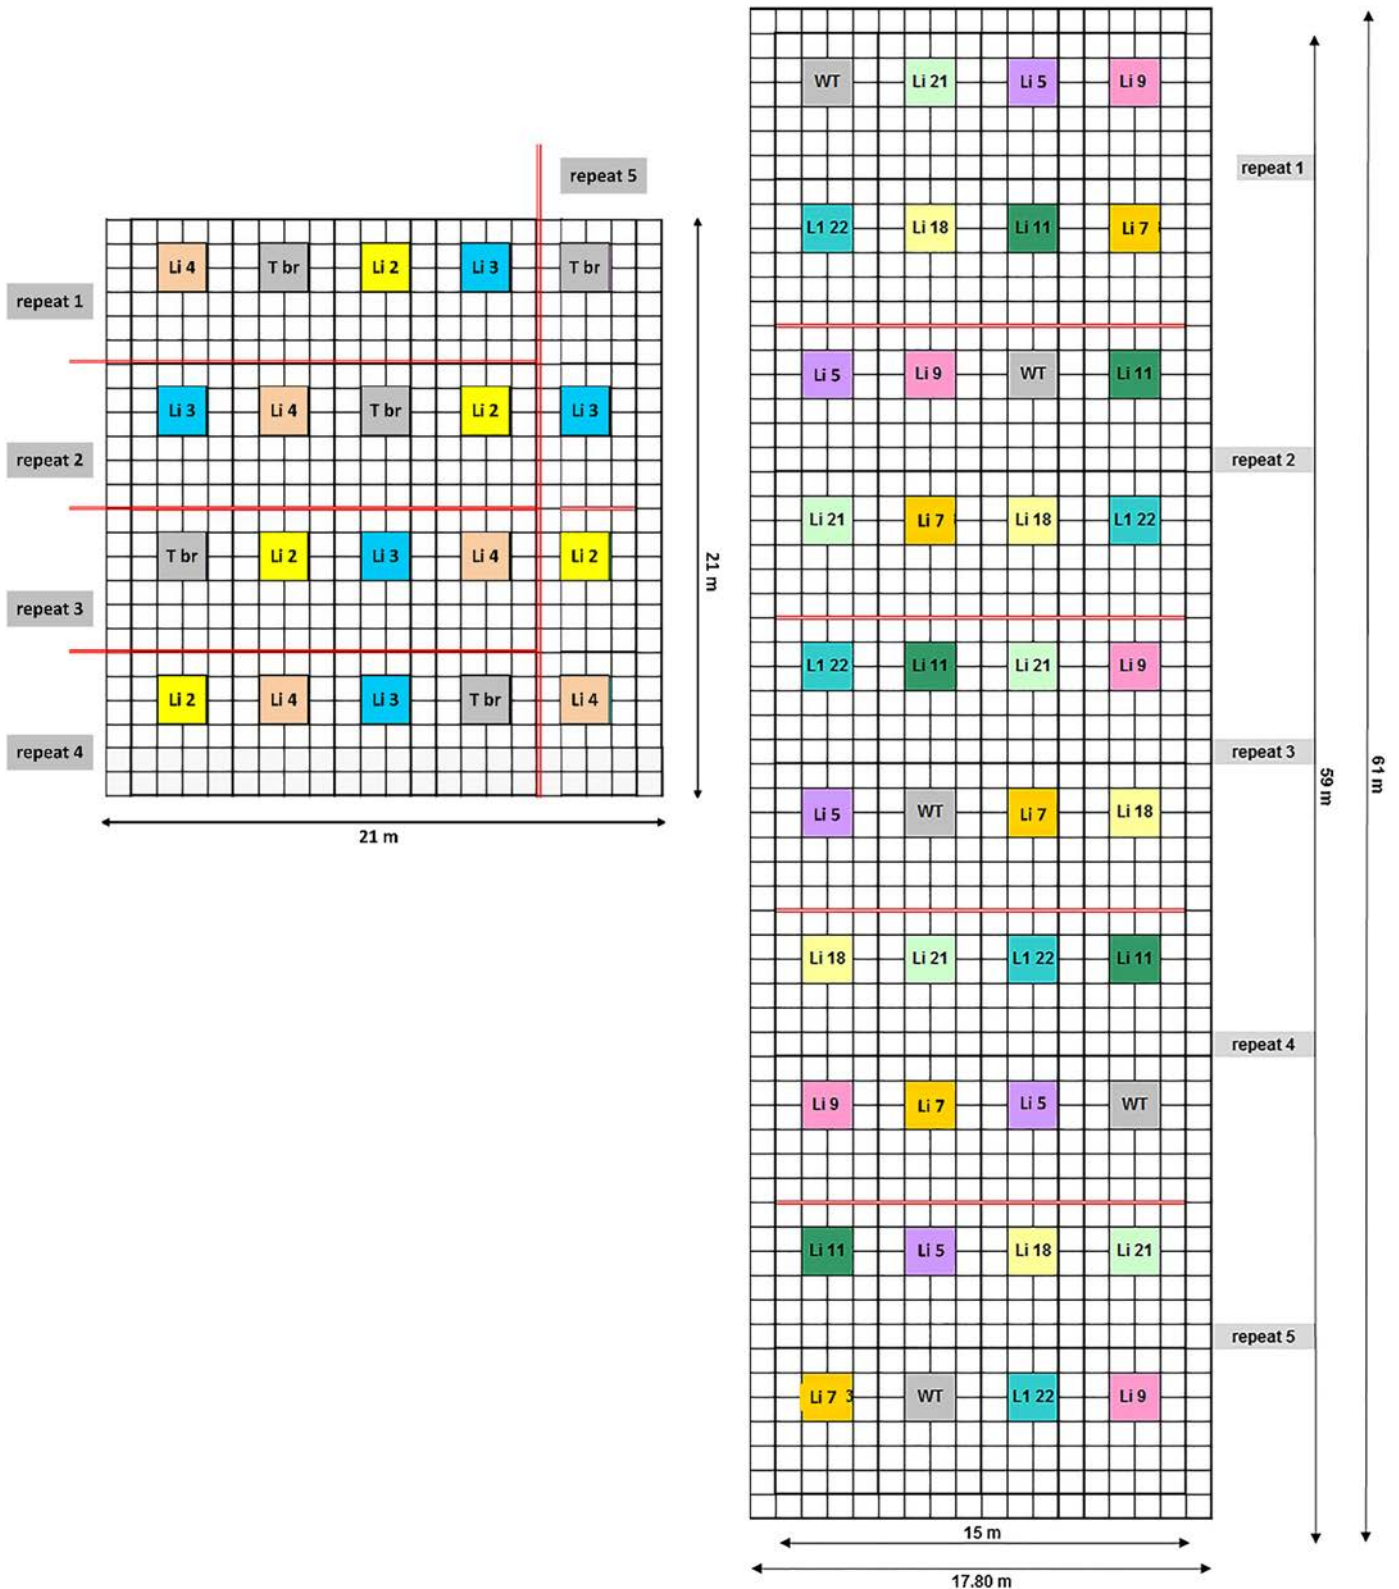 repeat 5
Li 4 T br Li 2 Li 3 T br
repeat 1
Li 3 Li 4 T br Li 2 Li 3
repeat 2
T br Li 2 Li 3 Li 4 Li 2
repeat 3
Li 2 Li 4 Li 3 T br Li 4
repeat 4
21 m
21 m
WT Li 21 Li 5 Li 9
repeat 1
L1 22 Li 18 Li 11 Li 7
Li 5 Li 9 WT Li 11
repeat 2
Li 21 Li 7 Li 18 L1 22
L1 22 Li 11 Li 21 Li 9
repeat 3
Li 5 WT Li 7 Li 18
Li 18 Li 21 L1 22 Li 11
repeat 4
Li 9 Li 7 Li 5 WT
Li 11 Li 5 Li 18 Li 21
repeat 5
Li 7 3 WT L1 22 Li 9
59 m
61 m
15 m
17.80 m